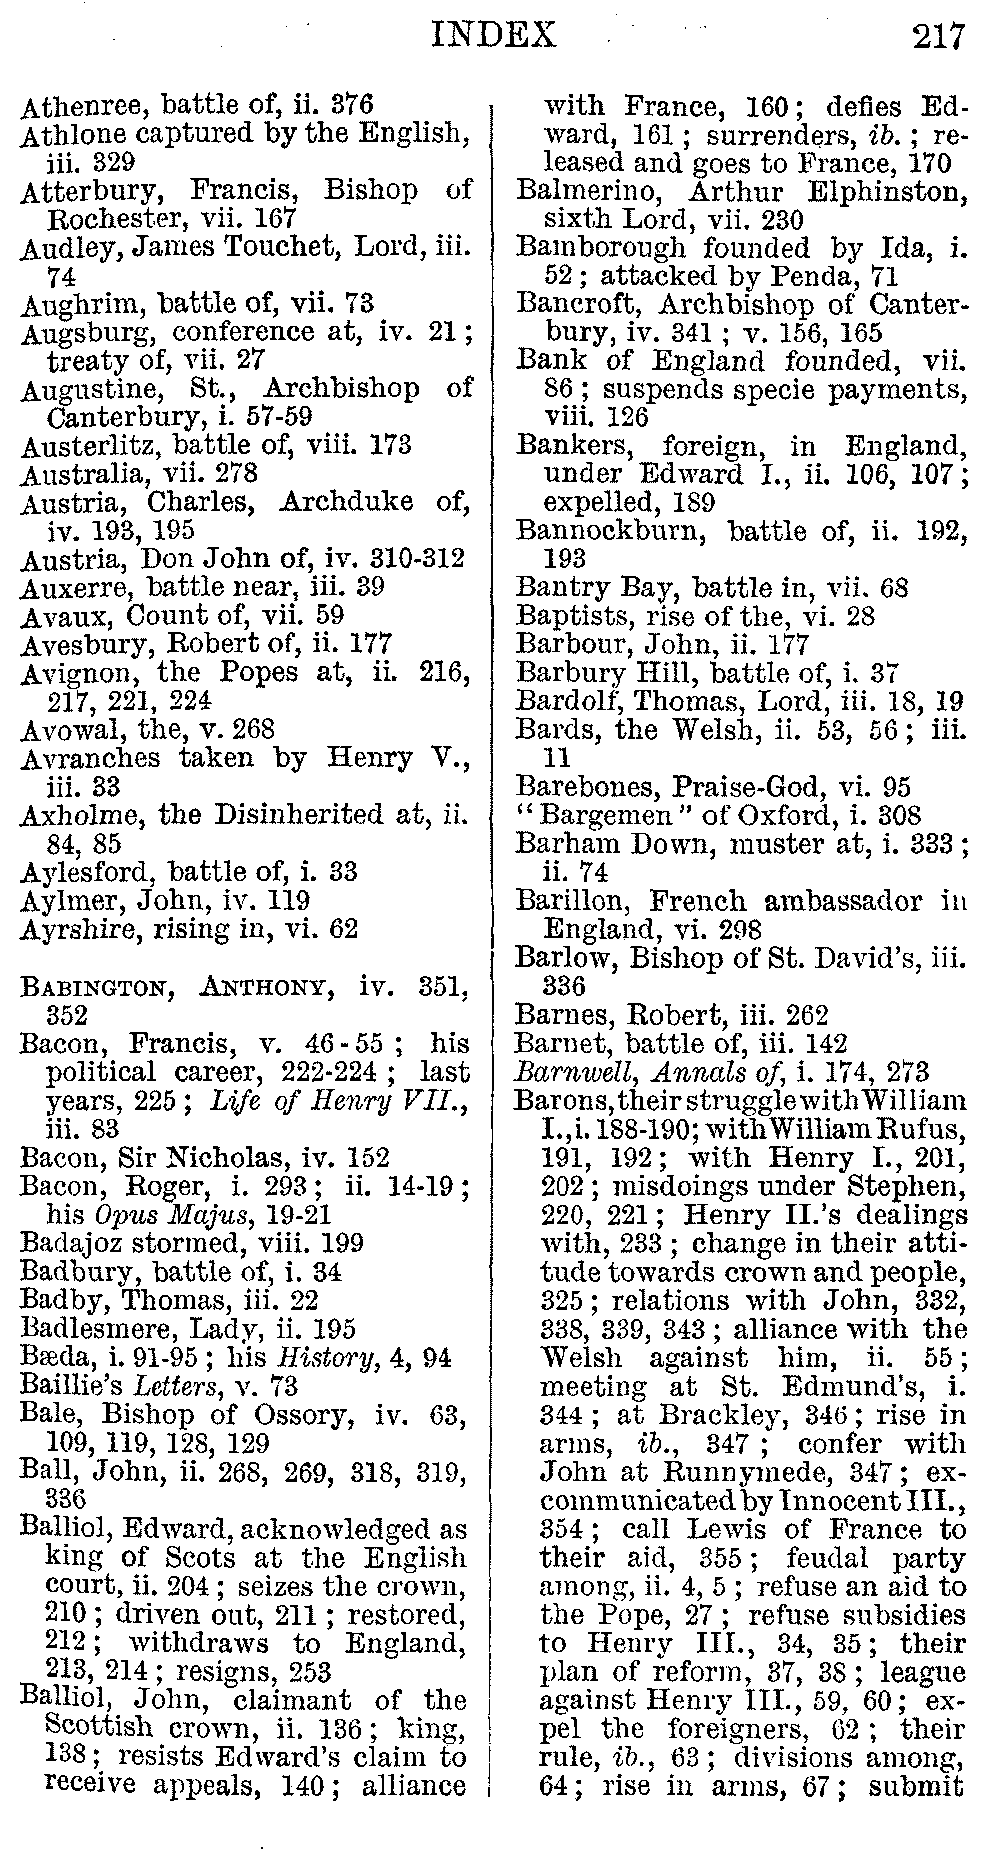 INDEX 217
Athenree, battle of, ii. 376
Athlone captured by the English,
iii. 329
Atterbury, Francis, Bishop of
Rochester, vii. 167
Audley, James Touchet, Lord, iii.
74
Aughrim, battle of, vii. 73
Augsburg, conference at, iv. 21;
treaty of, vii. 27
Augustine, St., Archbishop of
Canterbury, i. 57-59
Austerlitz, battle of, viii. 173
Australia, vii. 278
Austria, Charles, Archduke of,
iv. 193, 195
Austria, Don John of, iv. 310-312
Auxerre, battle near, iii. 39
Avaux, Count of, vii. 59
Avesbury, Robert of, ii. 177
Avignon, the Popes at, ii. 216,
217, 221, 224
Avowal, the, v. 268
Avranches taken by Henry V.,
iii. 33
Axholme, the Disinherited at, ii.
84, 85
Aylesford, battle of, i. 33
Aylmer, John, iv. 119
Ayrshire, rising in, vi. 62
BABINGTON, ANTHONY, iv. 351,
352
Bacon, Francis, v. 46-55; his
political career, 222-224; last
years, 225; Life of Henry VII.,
iii. 83
Bacon, Sir Nicholas, iv. 152
Bacon, Roger, i. 293; ii. 14-19;
his Opus Majus, 19-21
Badajoz stormed, viii. 199
Badbury, battle of, i. 34
Badby, Thomas, iii. 22
Badlesmere, Lady, ii. 195
Bæda, i. 91-95; his History, 4, 94
Baillie's Letters, v. 73
Bale, Bishop of Ossory, iv. 63,
109, 119, 128, 129
Ball, John, ii. 268, 269, 318, 319,
336
Balliol, Edward, acknowledged as
king of Scots at the English
court, ii. 204; seizes the crown,
210; driven out, 211; restored,
212; withdraws to England,
213, 214; resigns, 253
Balliol, John, claimant of the
Scottish crown, ii. 136; king,
138; resists Edward's claim to
receive appeals, 140; alliance
with France, 160; defies Ed-
ward, 161; surrenders, ib.; re-
leased and goes to France, 170
Balmerino, Arthur Elphinston,
sixth Lord, vii. 230
Bamborough founded by Ida, i.
52; attacked by Penda, 71
Bancroft, Archbishop of Canter-
bury, iv. 341; v. 156, 165
Bank of England founded, vii.
86; suspends specie payments,
viii. 126
Bankers, foreign, in England,
under Edward I., ii. 106, 107;
expelled, 189
Bannockburn, battle of, ii. 192,
193
Bantry Bay, battle in, vii. 68
Baptists, rise of the, vi. 28
Barbour, John, ii. 177
Barbury Hill, battle of, i. 37
Bardolf, Thomas, Lord, iii. 18, 19
Bards, the Welsh, ii. 53, 56; iii.
11
Barebones, Praise-God, vi. 95
"Bargemen" of Oxford, i. 308
Barham Down, muster at, i. 333;
ii. 74
Barillon, French ambassador in
England, vi. 298
Barlow, Bishop of St. David's, iii.
336
Barnes, Robert, iii. 262
Barnet, battle of, iii. 142
Barnwell, Annals of, i. 174, 273
Barons, their struggle with William
I., i. 188-190; with William Rufus,
191, 192; with Henry I., 201,
202; misdoings under Stephen,
220, 221; Henry II.'s dealings
with, 233; change in their atti-
tude towards crown and people,
325; relations with John, 332,
338, 339, 343; alliance with the
Welsh against him, ii. 55;
meeting at St. Edmund's, i.
344; at Brackley, 346; rise in
arms, ib., 347; confer with
John at Runnymede, 347; ex-
communicated by Innocent III.,
354; call Lewis of France to
their aid, 355; feudal party
among, ii. 4, 5; refuse an aid to
the Pope, 27; refuse subsidies
to Henry III., 34, 35; their
plan of reform, 37, 38; league
against Henry III., 59, 60; ex-
pel the foreigners, 62; their
rule, ib., 63; divisions among,
64; rise in arms, 67; submit